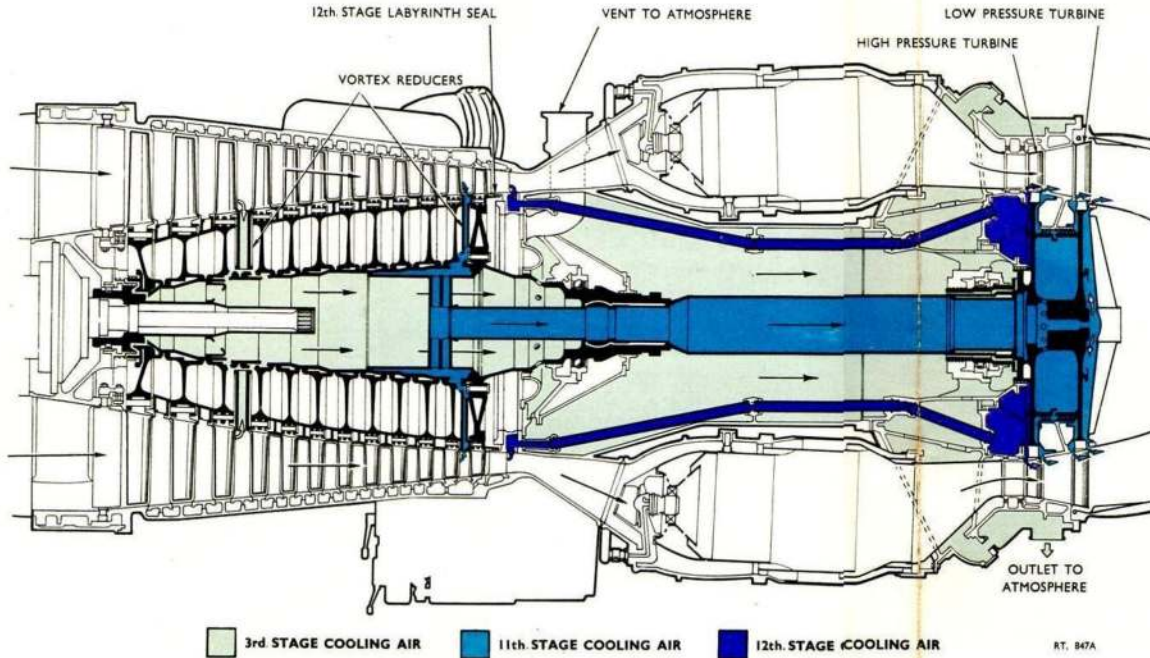 12th. STAGE LABYRINTH SEAL
VENT TO ATMOSPHERE
LOW PRESSURE TURBINE
HIGH PRESSURE TURBINE
VORTEX REDUCERS
OUTLET TO
ATMOSPHERE
3rd. STAGE COOLING AIR
11th. STAGE COOLING AIR
12th. STAGE COOLING AIR
RT. 847A